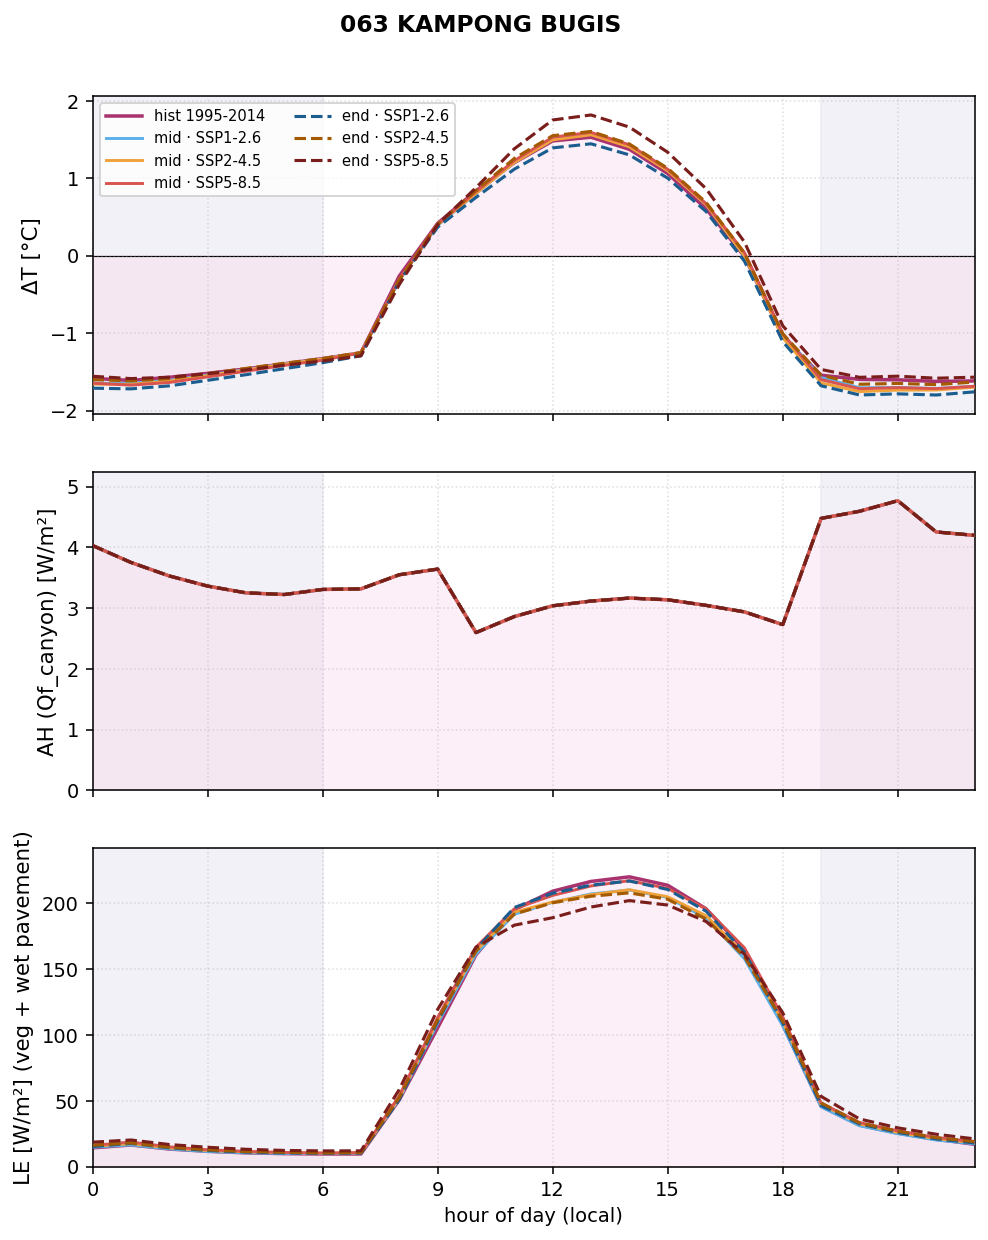 063 KAMPONG BUGIS
hist 1995-2014
mid · SSP1-2.6
mid · SSP2-4.5
mid · SSP5-8.5
end · SSP1-2.6
end · SSP2-4.5
end · SSP5-8.5
ΔT [°C]
2
1
0
−1
−2
AH (Qf_canyon) [W/m²]
5
4
3
2
1
0
LE [W/m²] (veg + wet pavement)
200
150
100
50
0
0 3 6 9 12 15 18 21
hour of day (local)